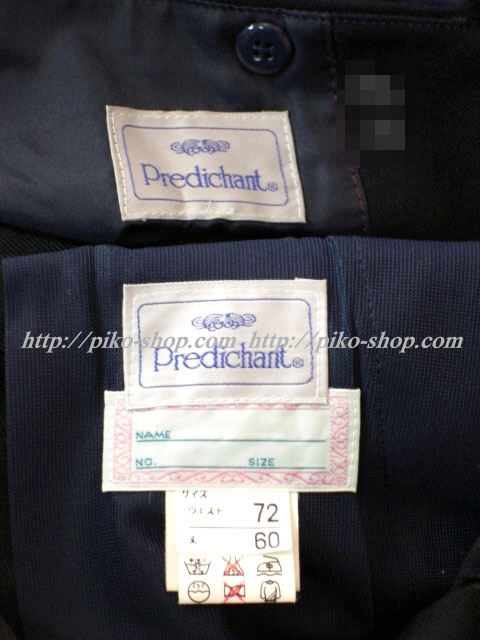 Predichant®
Predichant®
http://piko-shop.com http://piko-shop.com
NAME
NO. SIZE
サイズ
ウエスト 72
丈 60